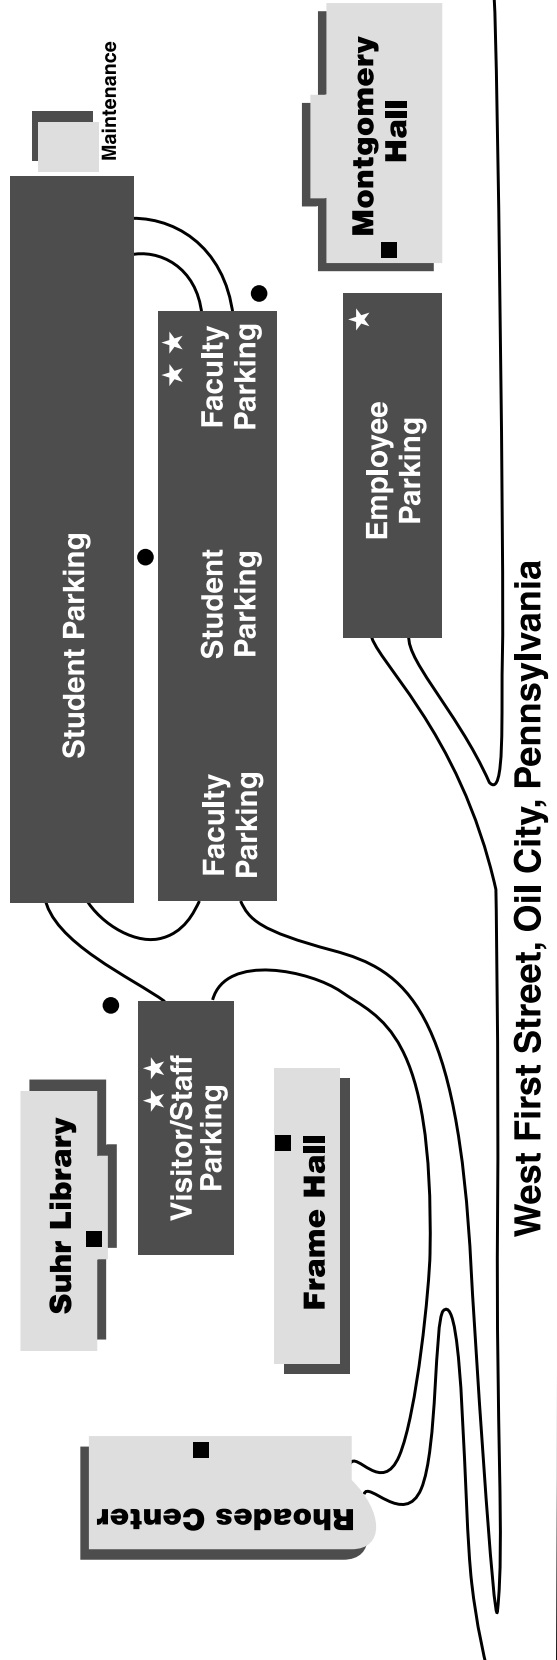 Maintenance
Montgomery
Hall
Faculty
Parking
Employee
Parking
Student Parking
Student
Parking
Faculty
Parking
West First Street, Oil City, Pennsylvania
Visitor/Staff
Parking
Suhr Library
Frame Hall
Rhoades Center